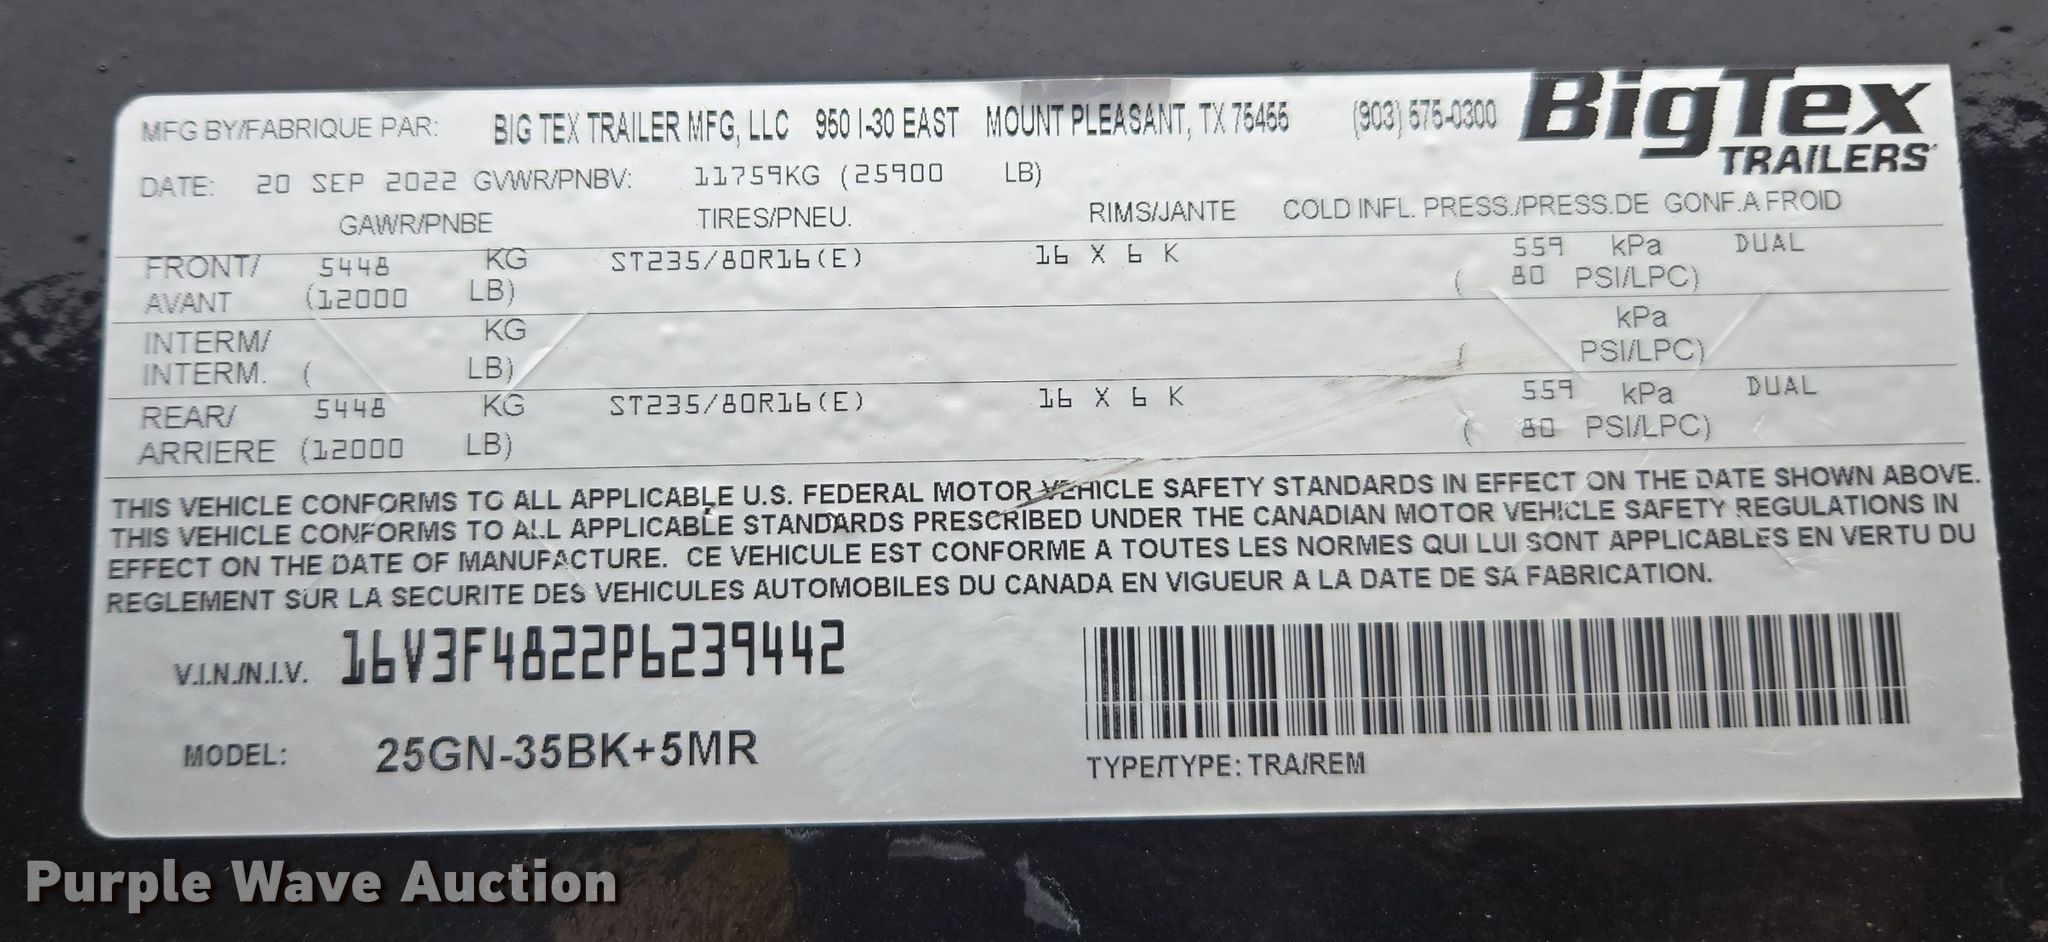 MFG BY/FABRIQUE PAR: BIG TEX TRAILER MFG, LLC 950 I-30 EAST MOUNT PLEASANT, TX 75455 (903) 575-0300
BigTex
TRAILERS
DATE: 20 SEP 2022 GVWR/PNBV: 11759KG (25900 LB)
GAWR/PNBE TIRES/PNEU. RIMS/JANTE COLD INFL. PRESS./PRESS.DE GONF.A FROID
FRONT/ 5448 KG ST235/80R16(E) 16 X 6 K 559 kPa DUAL
AVANT (12000 LB) ( 80 PSI/LPC)
INTERM/ KG kPa
INTERM. ( LB) ( PSI/LPC)
REAR/ 5448 KG ST235/80R16(E) 16 X 6 K 559 kPa DUAL
ARRIERE (12000 LB) ( 80 PSI/LPC)
THIS VEHICLE CONFORMS TO ALL APPLICABLE U.S. FEDERAL MOTOR VEHICLE SAFETY STANDARDS IN EFFECT ON THE DATE SHOWN ABOVE.
THIS VEHICLE CONFORMS TO ALL APPLICABLE STANDARDS PRESCRIBED UNDER THE CANADIAN MOTOR VEHICLE SAFETY REGULATIONS IN
EFFECT ON THE DATE OF MANUFACTURE. CE VEHICULE EST CONFORME A TOUTES LES NORMES QUI LUI SONT APPLICABLES EN VERTU DU
REGLEMENT SUR LA SECURITE DES VEHICULES AUTOMOBILES DU CANADA EN VIGUEUR A LA DATE DE SA FABRICATION.
V.I.N./N.I.V. 16V3F4822P6239442
MODEL: 25GN-35BK+5MR
TYPE/TYPE: TRA/REM
Purple Wave Auction